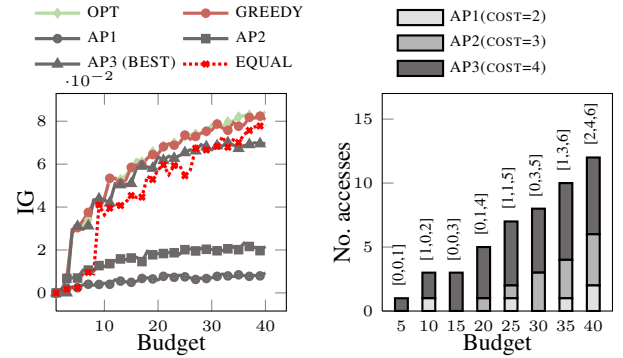 OPT
GREEDY
AP1
AP2
AP3 (BEST)
EQUAL
·10−2
8
6
4
2
0
IG
10
20
30
40
Budget
AP1(COST=2)
AP2(COST=3)
AP3(COST=4)
15
10
5
0
No. accesses
[0,0,1]
[1,0,2]
[0,0,3]
[0,1,4]
[1,1,5]
[0,3,5]
[1,3,6]
[2,4,6]
5 10 15 20 25 30 35 40
Budget